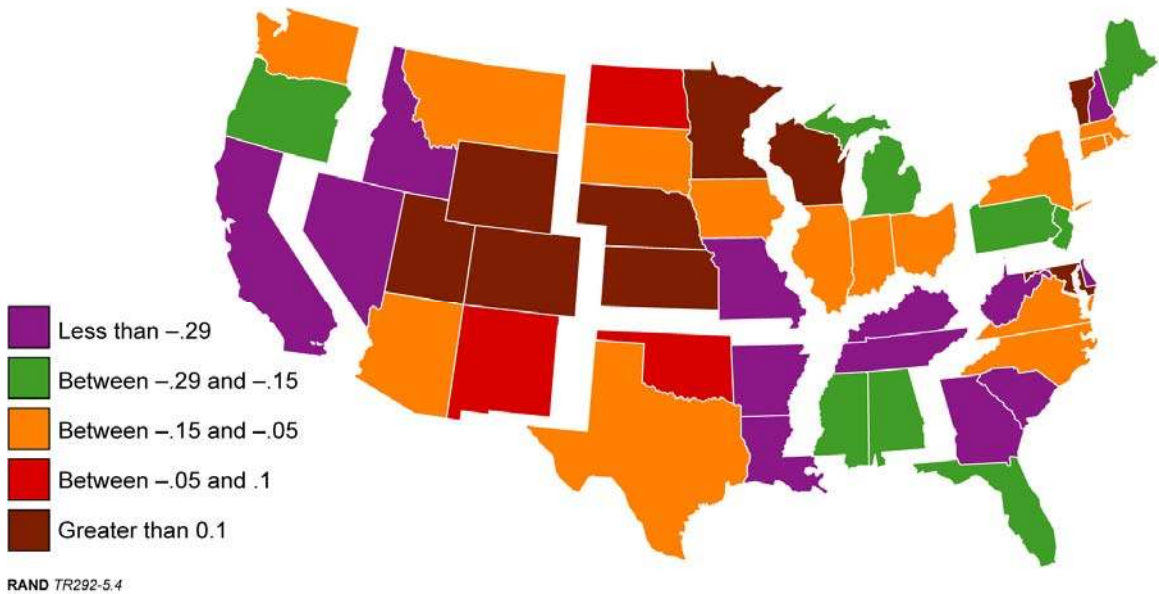 Less than –.29
Between –.29 and –.15
Between –.15 and –.05
Between –.05 and .1
Greater than 0.1
RAND TR292-5.4